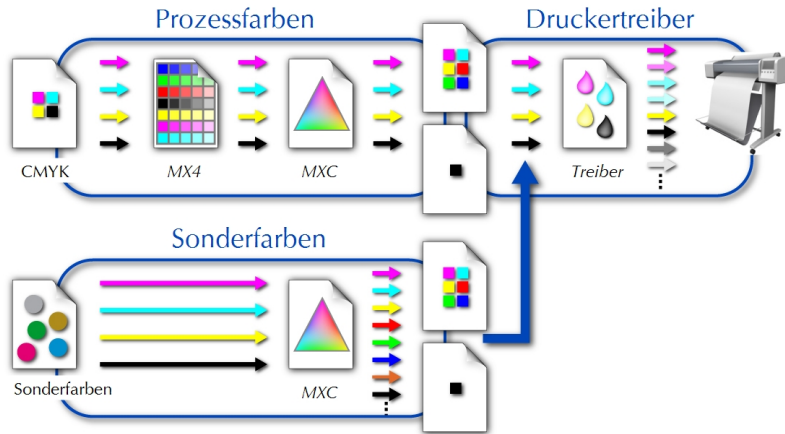 Prozessfarben
Druckertreiber
CMYK
MX4
MXC
Treiber
Sonderfarben
Sonderfarben
MXC